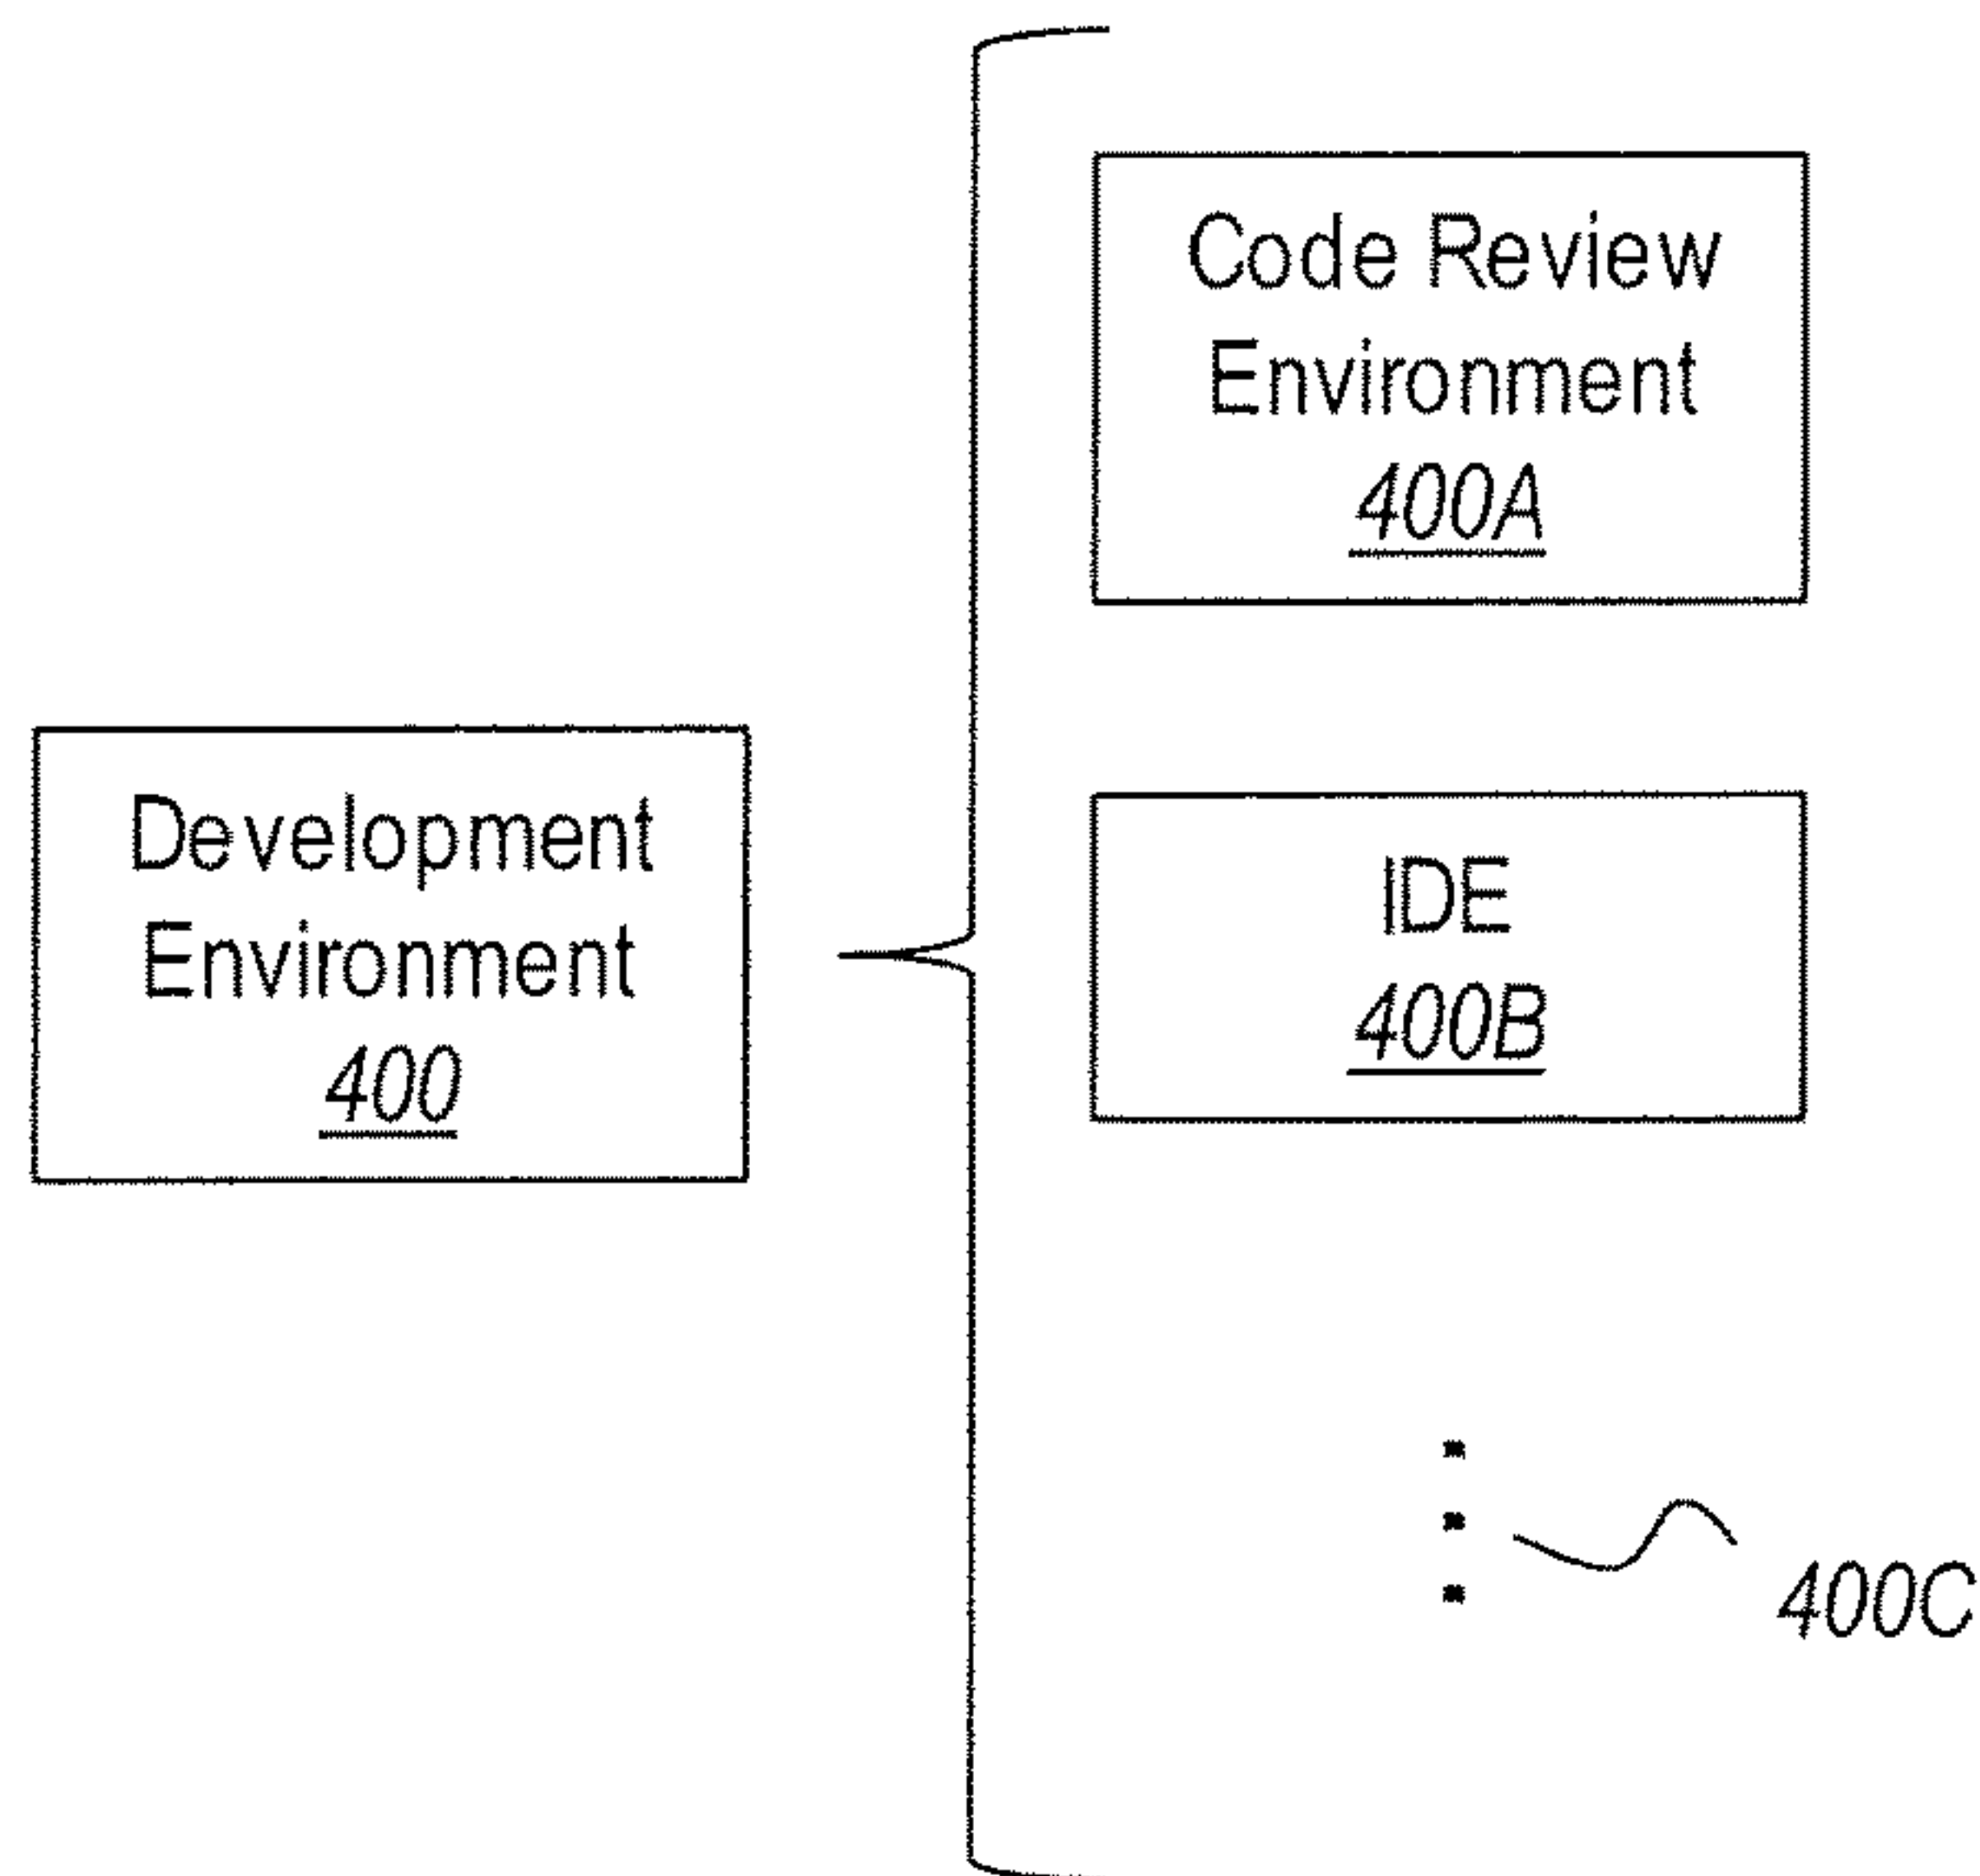 Code Review
Environment
400A
Development
Environment
400
IDE
400B
400C